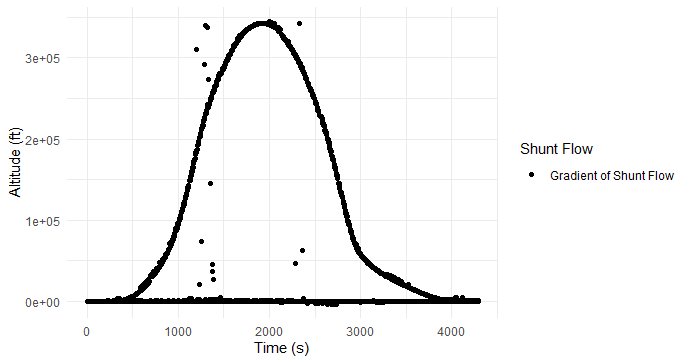 Altitude (ft)
3e+05
2e+05
1e+05
0e+00
0 1000 2000 3000 4000
Time (s)
Shunt Flow
Gradient of Shunt Flow